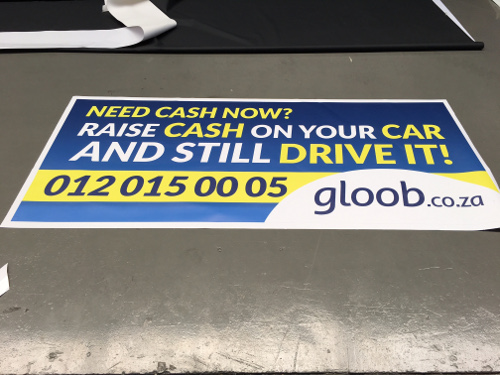 NEED CASH NOW?
RAISE CASH ON YOUR CAR
AND STILL DRIVE IT!
012 015 00 05
gloob.co.za